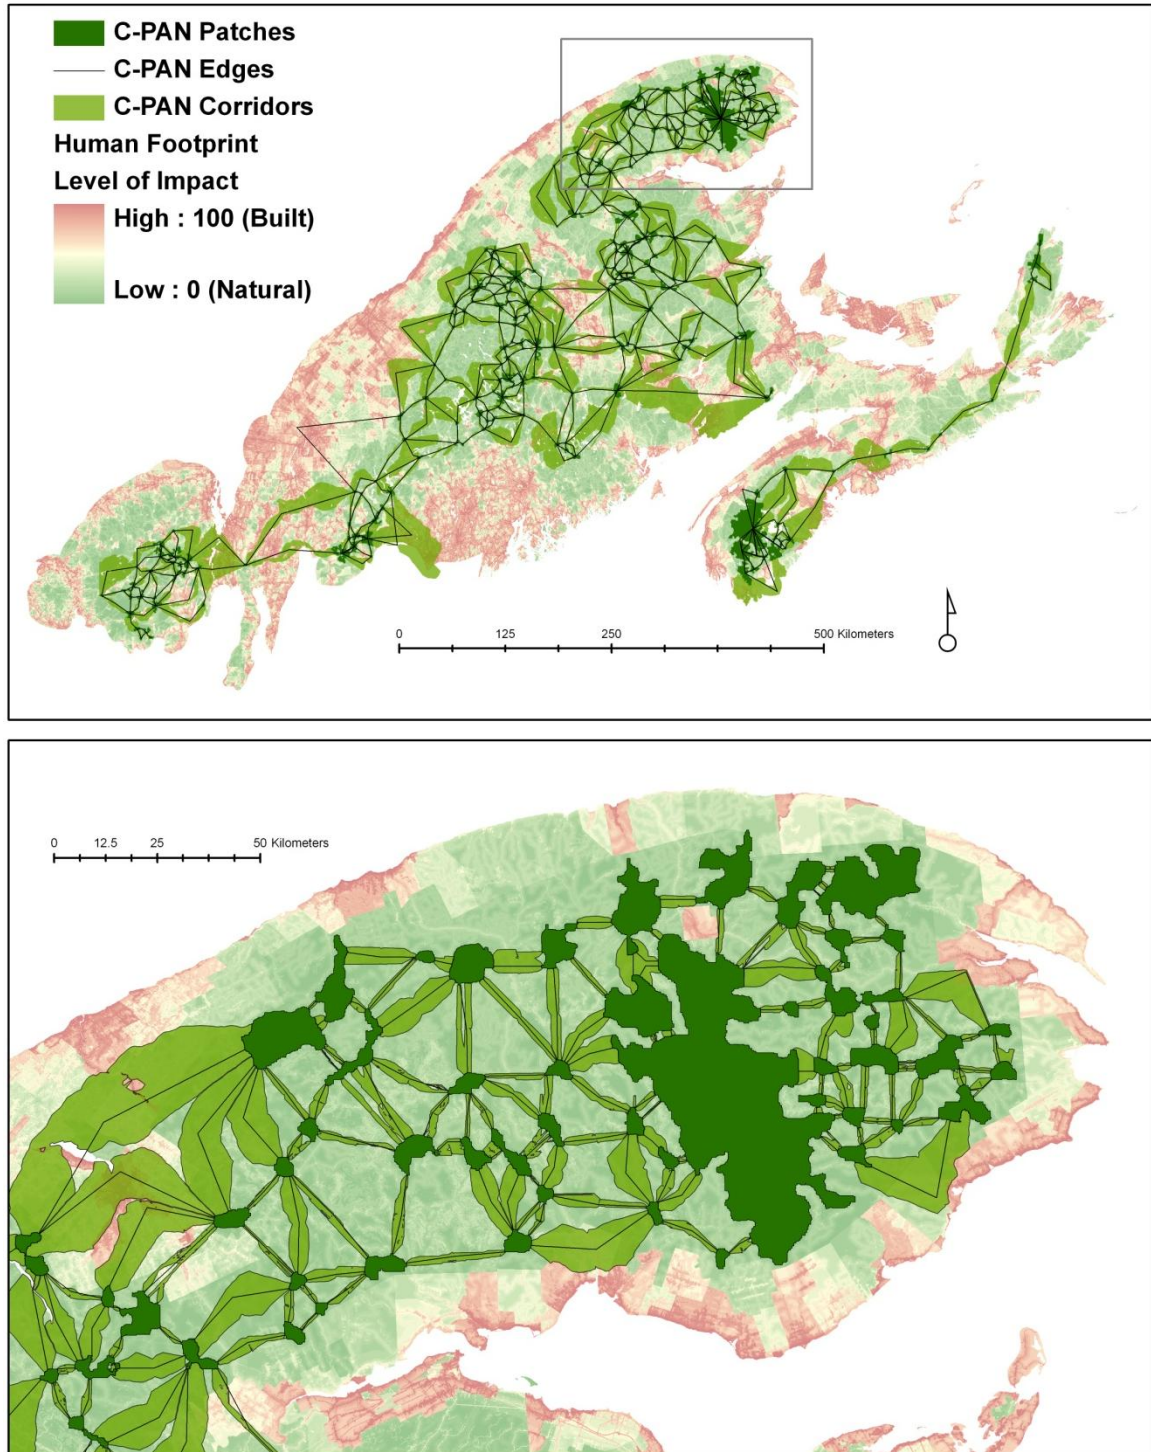 C-PAN Patches
C-PAN Edges
C-PAN Corridors
Human Footprint
Level of Impact
High : 100 (Built)
Low : 0 (Natural)
0 125 250 500 Kilometers
0 12.5 25 50 Kilometers